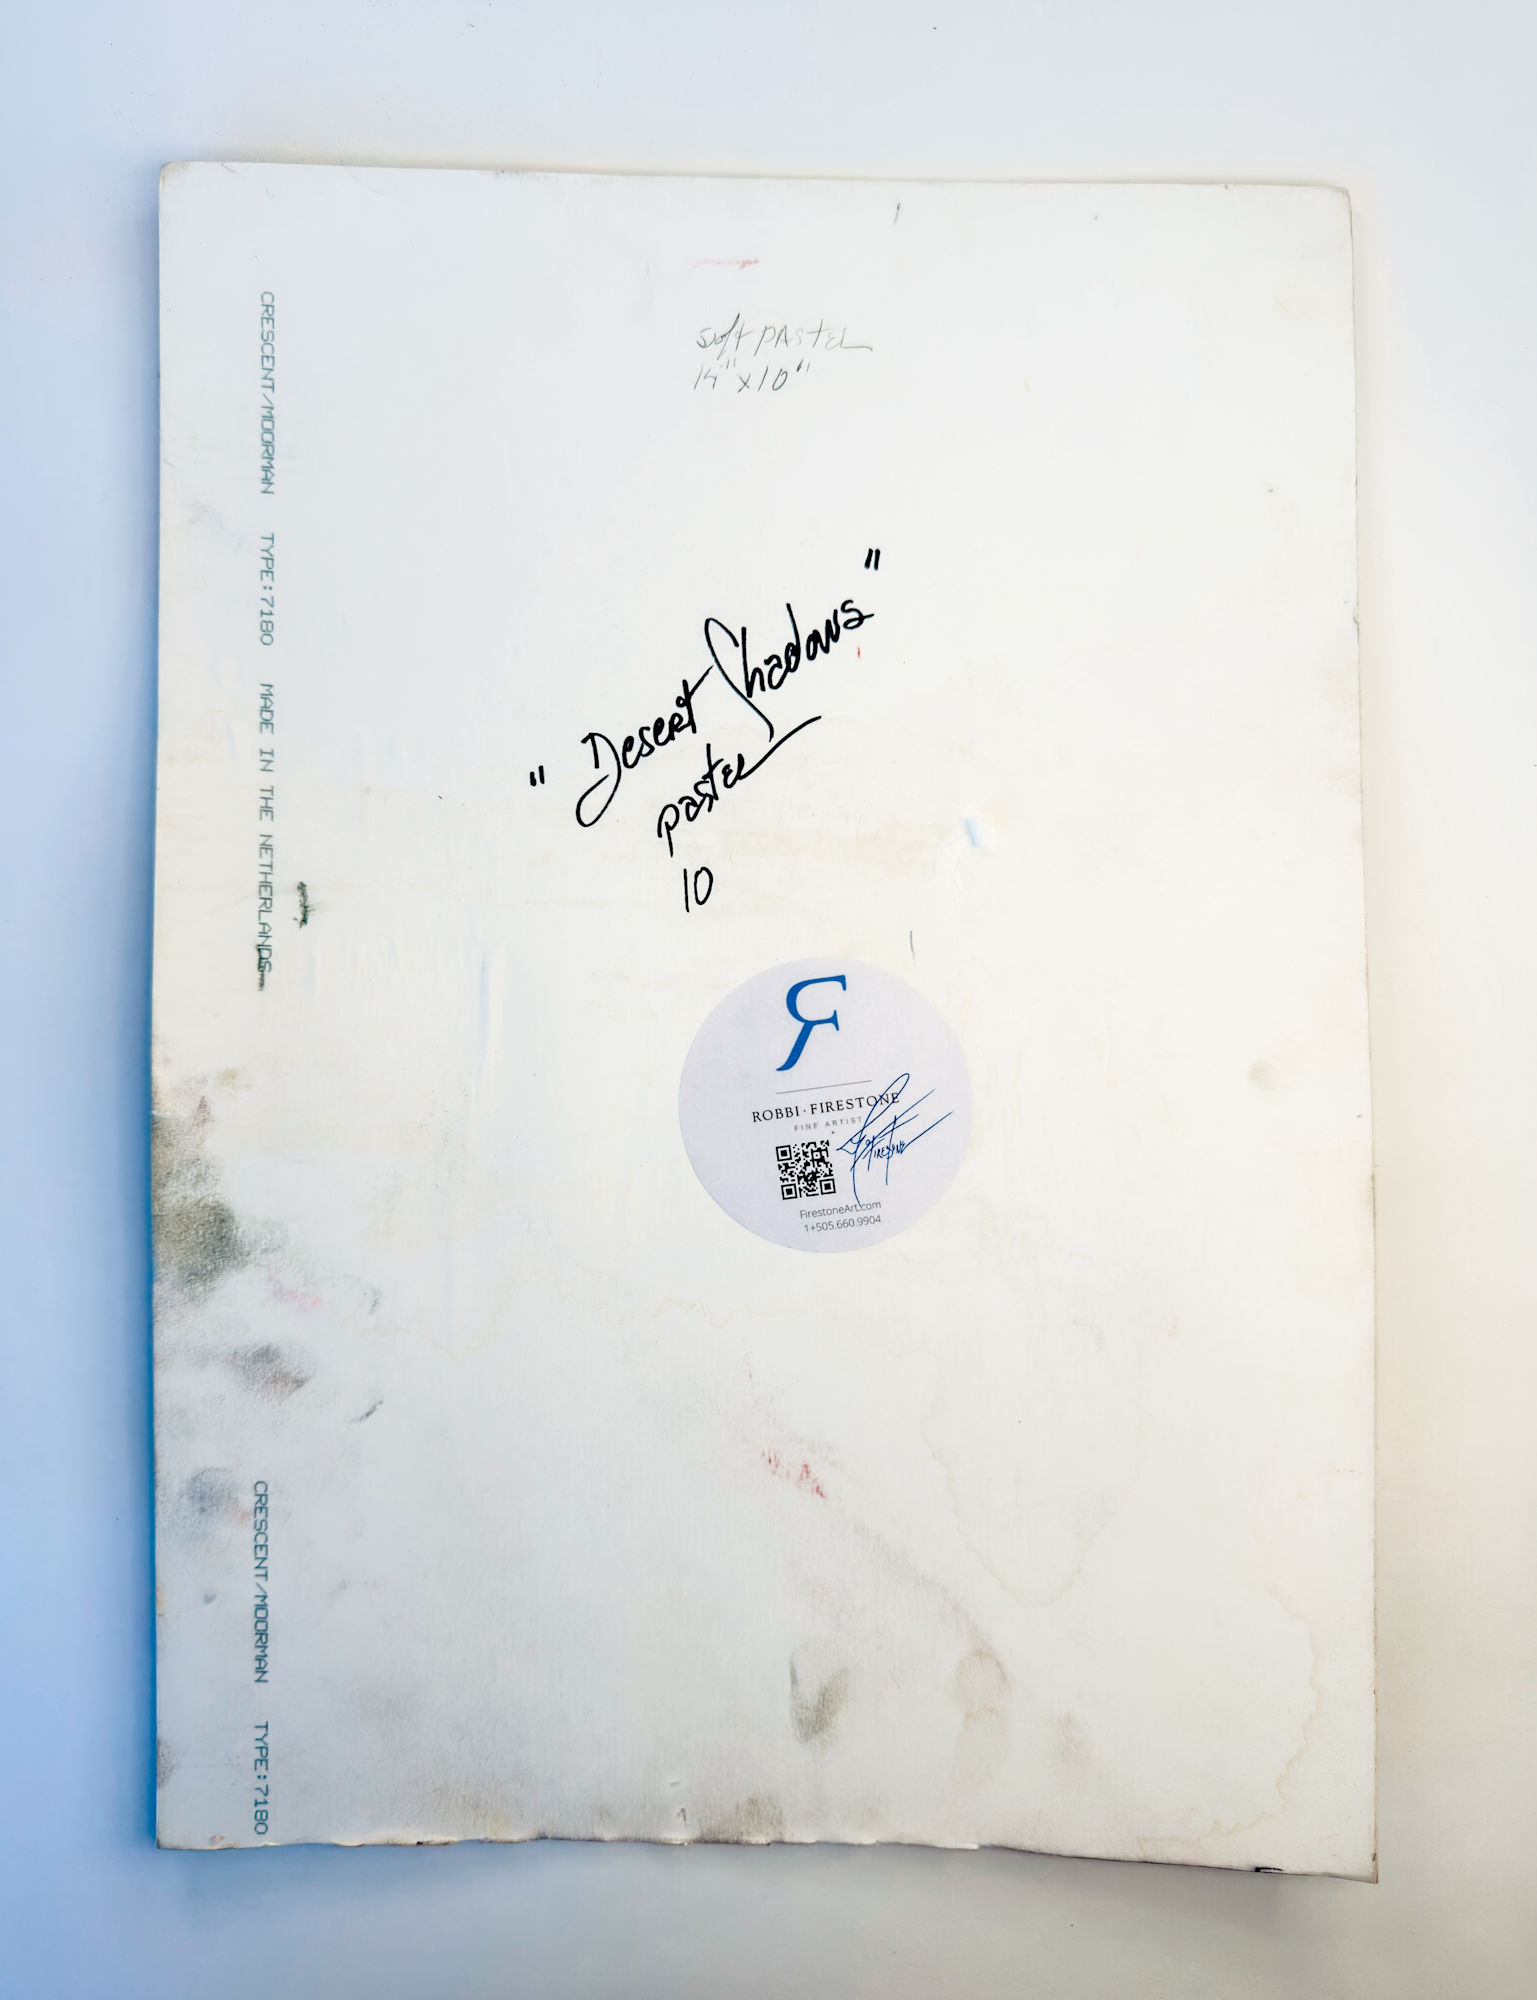 soft pastel
14" x 10"
" Desert Shadows "
pastel
10
ROBBI · FIRESTONE
FINE ARTIST
Firestone
FirestoneArt.com
1+505.660.9904
CRESCENT/MOORMAN TYPE:7180 MADE IN THE NETHERLANDS
CRESCENT/MOORMAN TYPE:7180